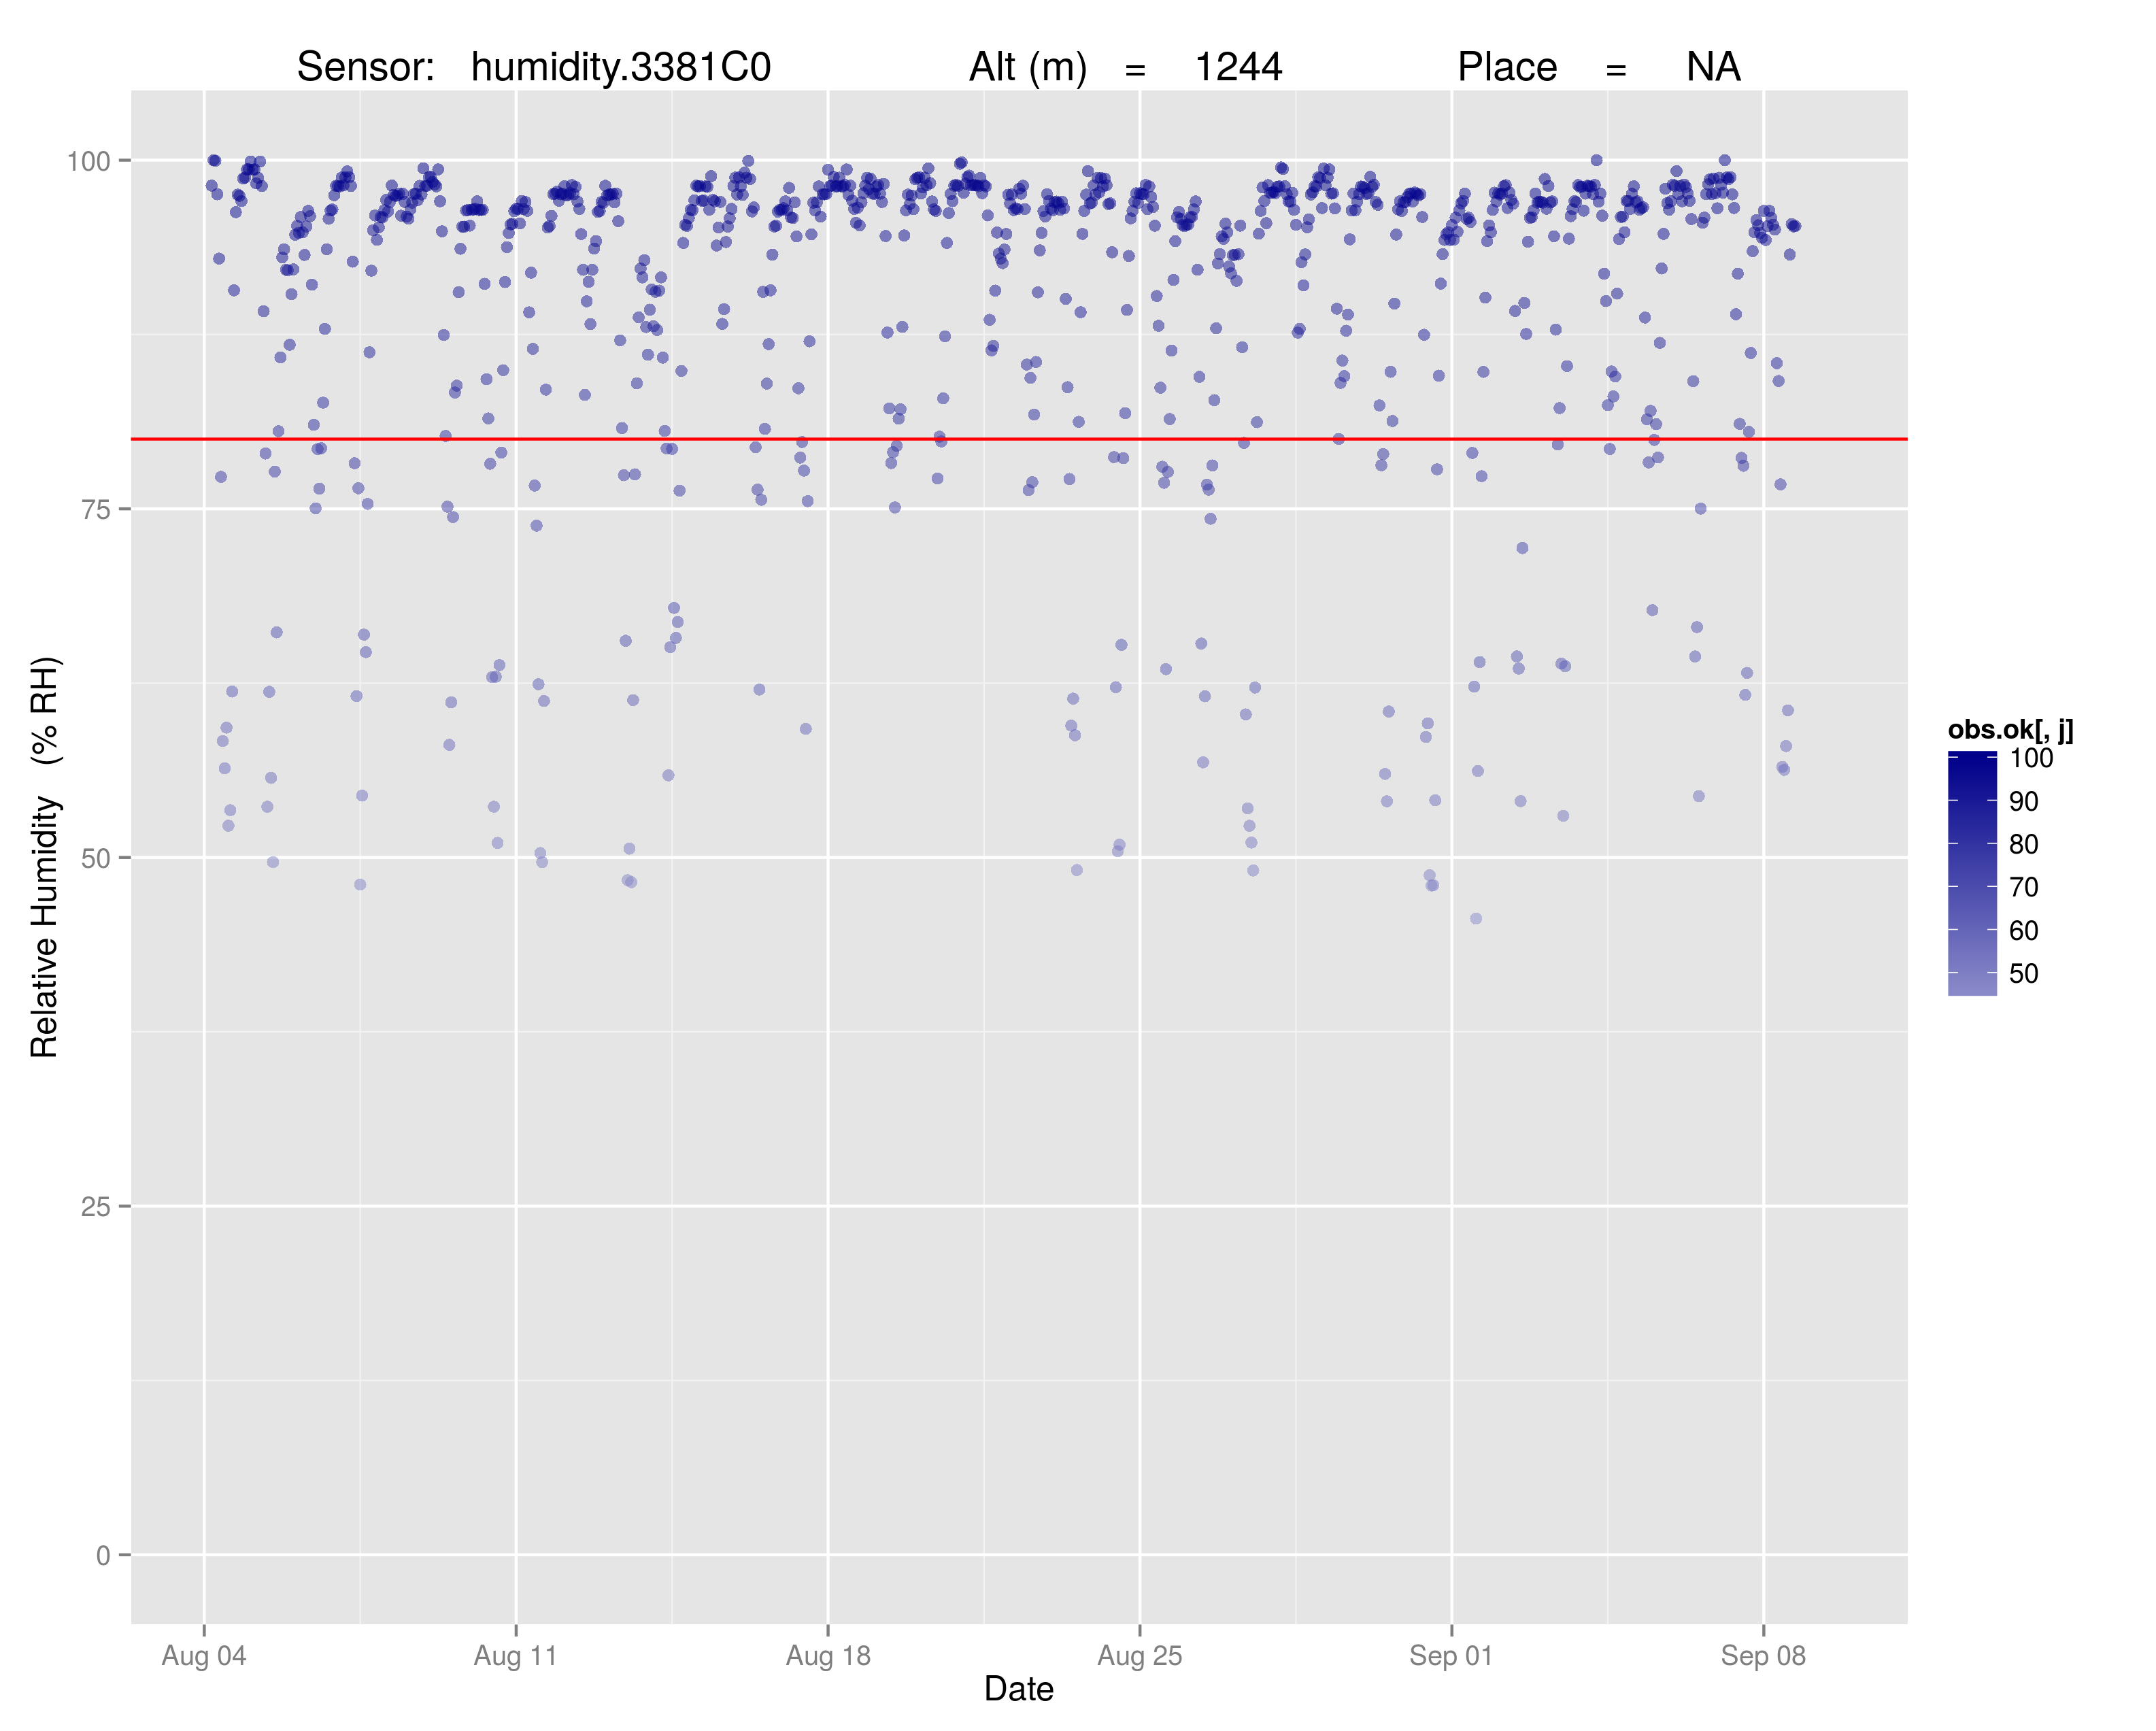 Sensor: humidity.3381C0 Alt (m) = 1244 Place = NA
100
75
50
25
0
Relative Humidity (% RH)
Aug 04 Aug 11 Aug 18 Aug 25 Sep 01 Sep 08
Date
obs.ok[, j]
100
90
80
70
60
50